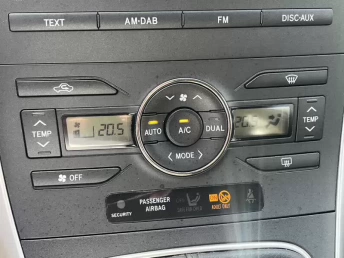 TEXT AM-DAB FM DISC-AUX
TEMP 20.5 AUTO A/C DUAL 20.5 TEMP
MODE
OFF
PASSENGER
AIRBAG
SECURITY